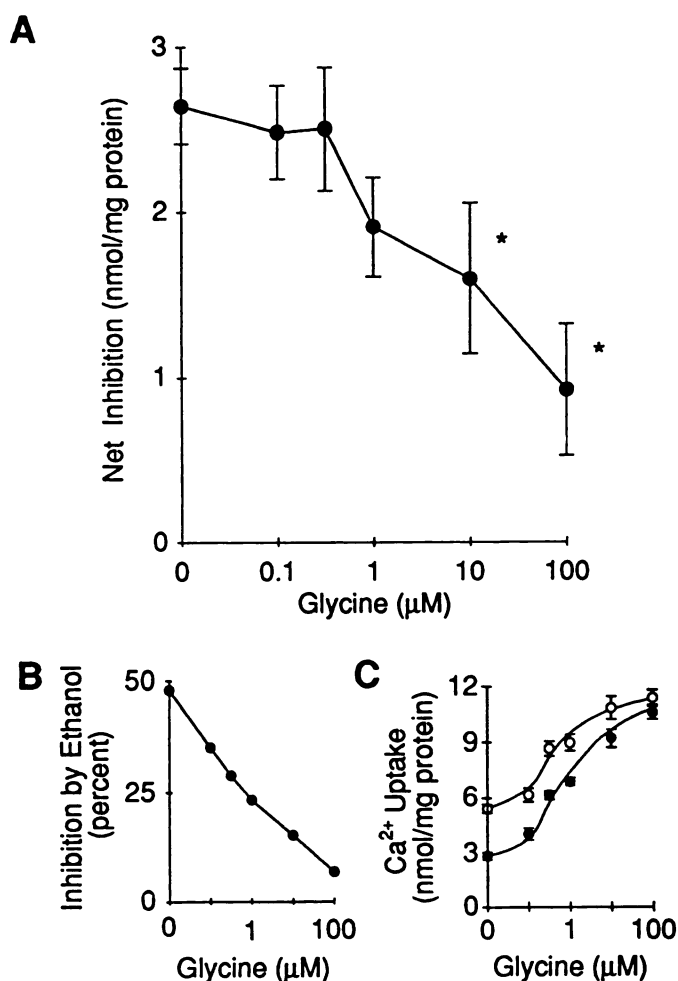 A
Net Inhibition (nmol/mg protein)
3
2
1
0
*
*
0 0.1 1 10 100
Glycine (μM)
B
Inhibition by Ethanol
(percent)
50
25
0
0 1 100
Glycine (μM)
C
Ca²⁺ Uptake
(nmol/mg protein)
12
9
6
3
0
0 1 100
Glycine (μM)